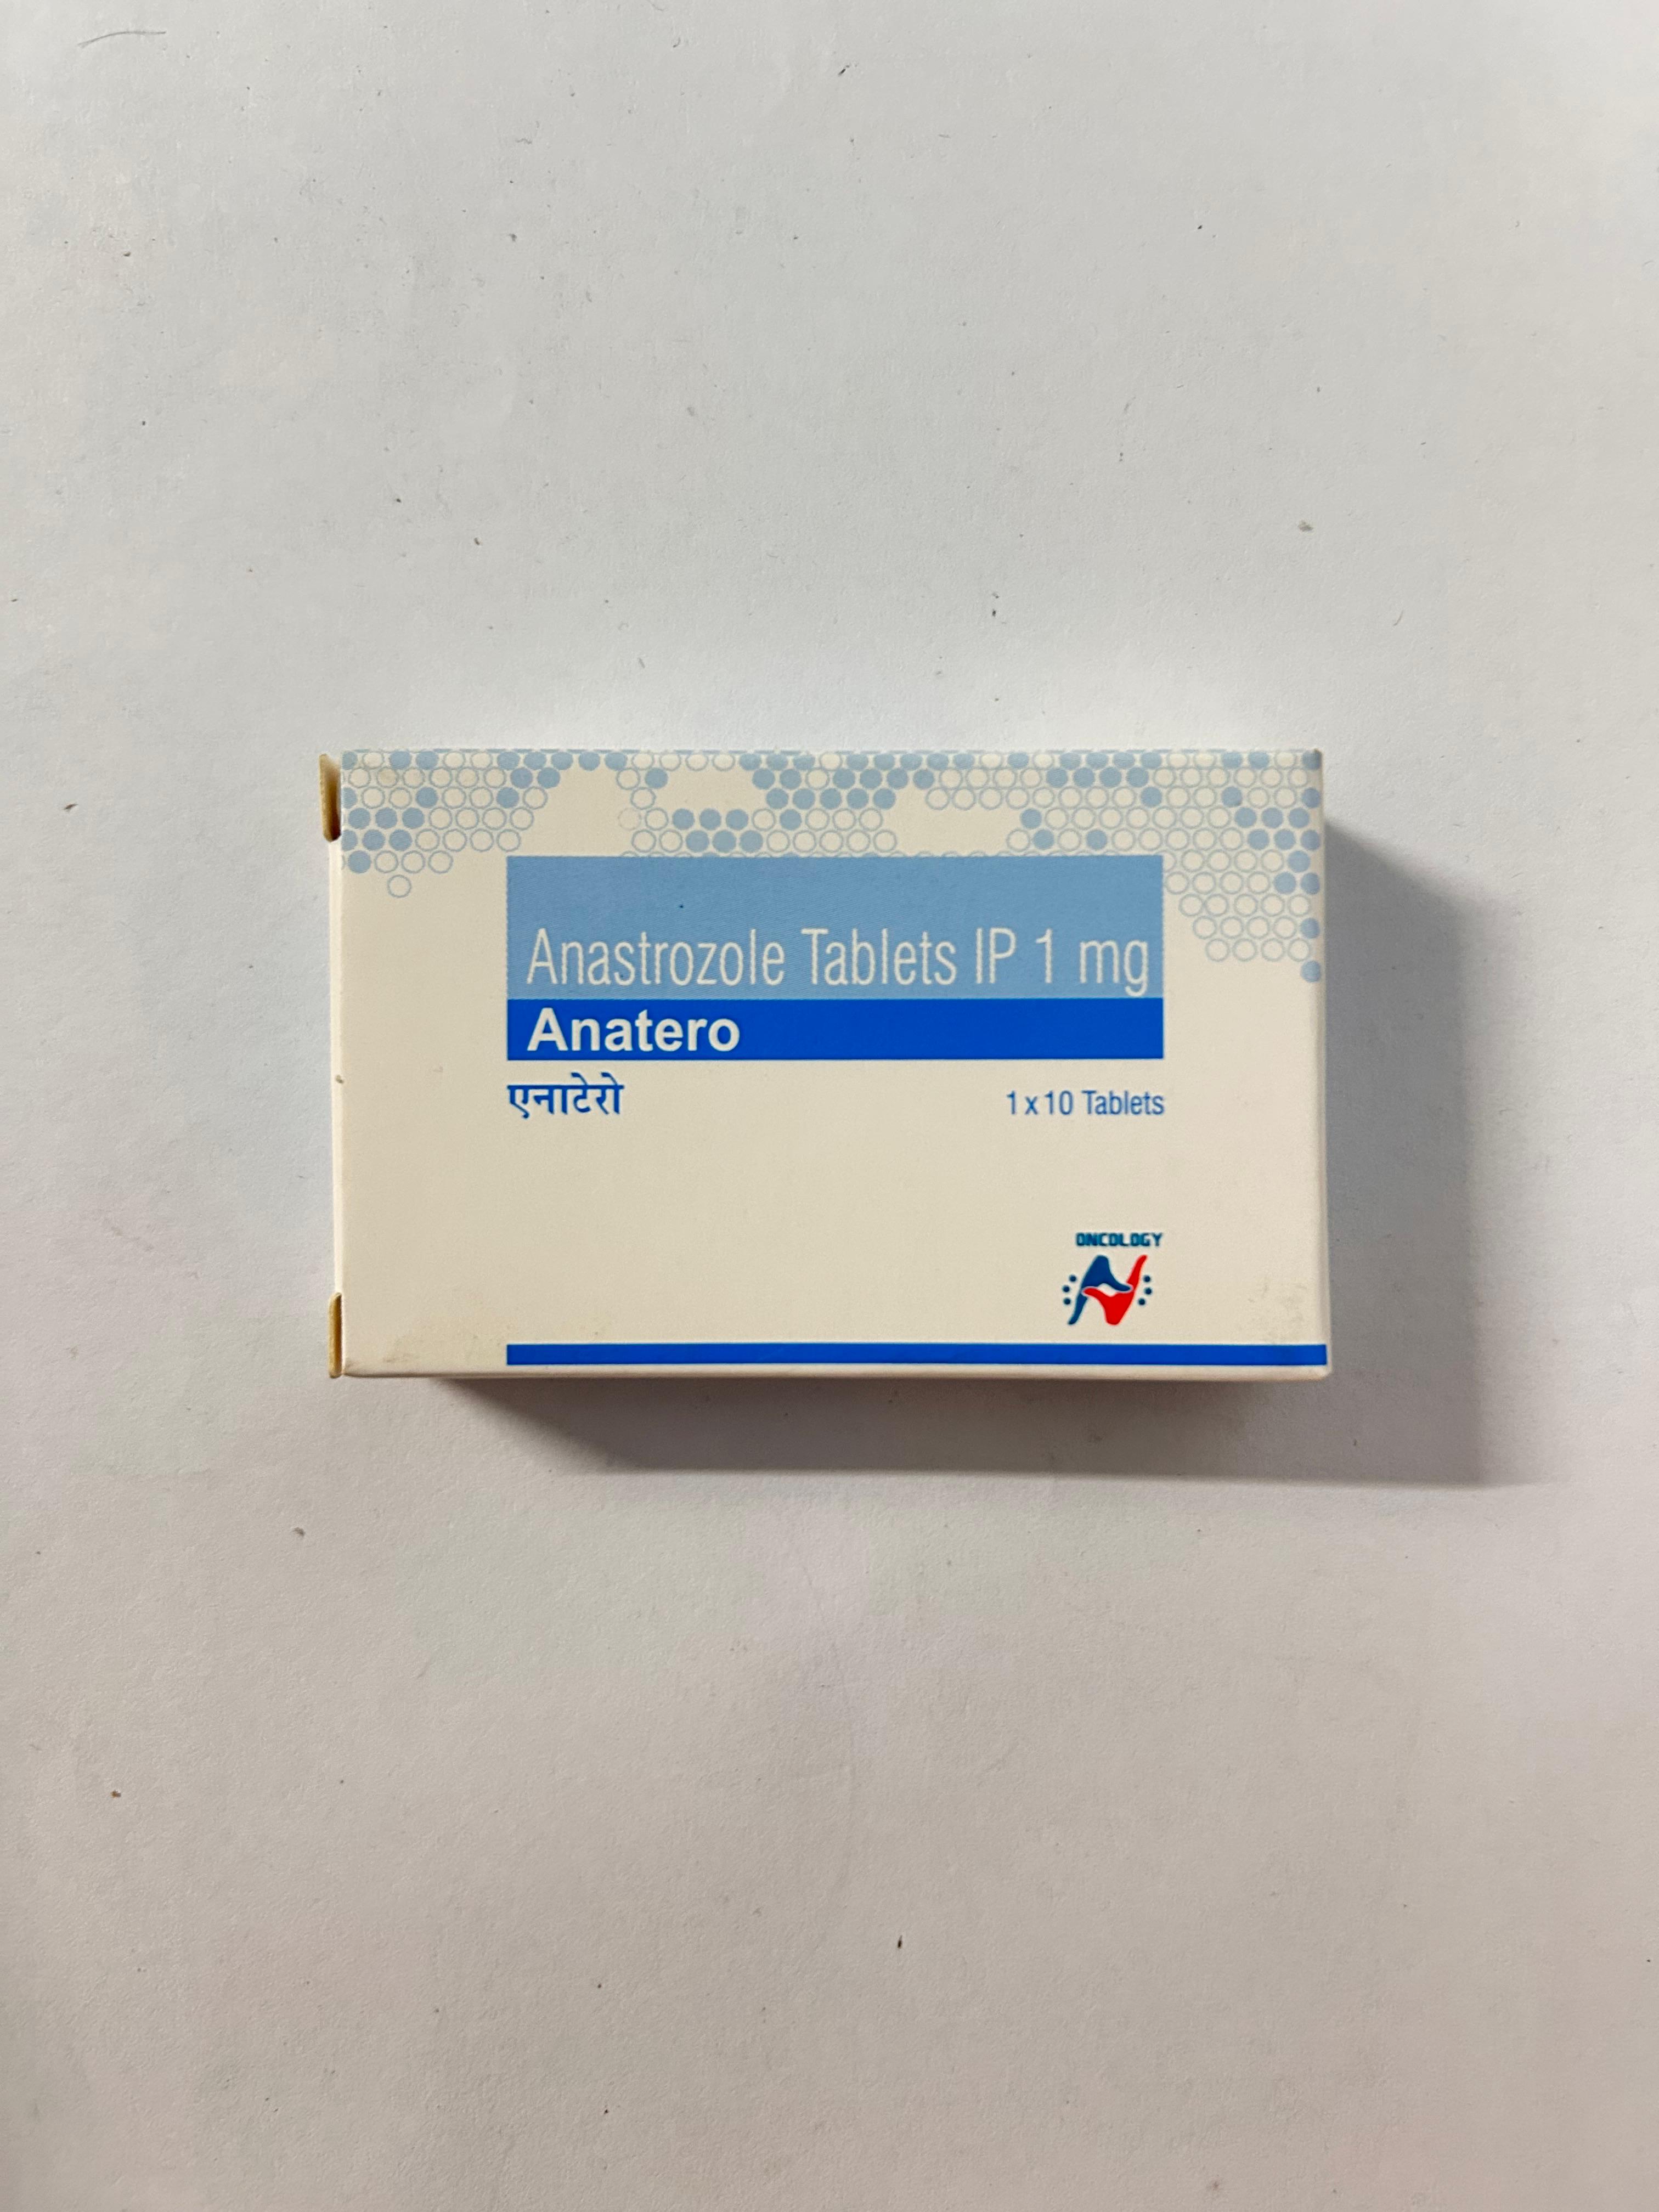 Anastrozole Tablets IP 1 mg
Anatero
एनाटेरो
1 x 10 Tablets
ONCOLOGY